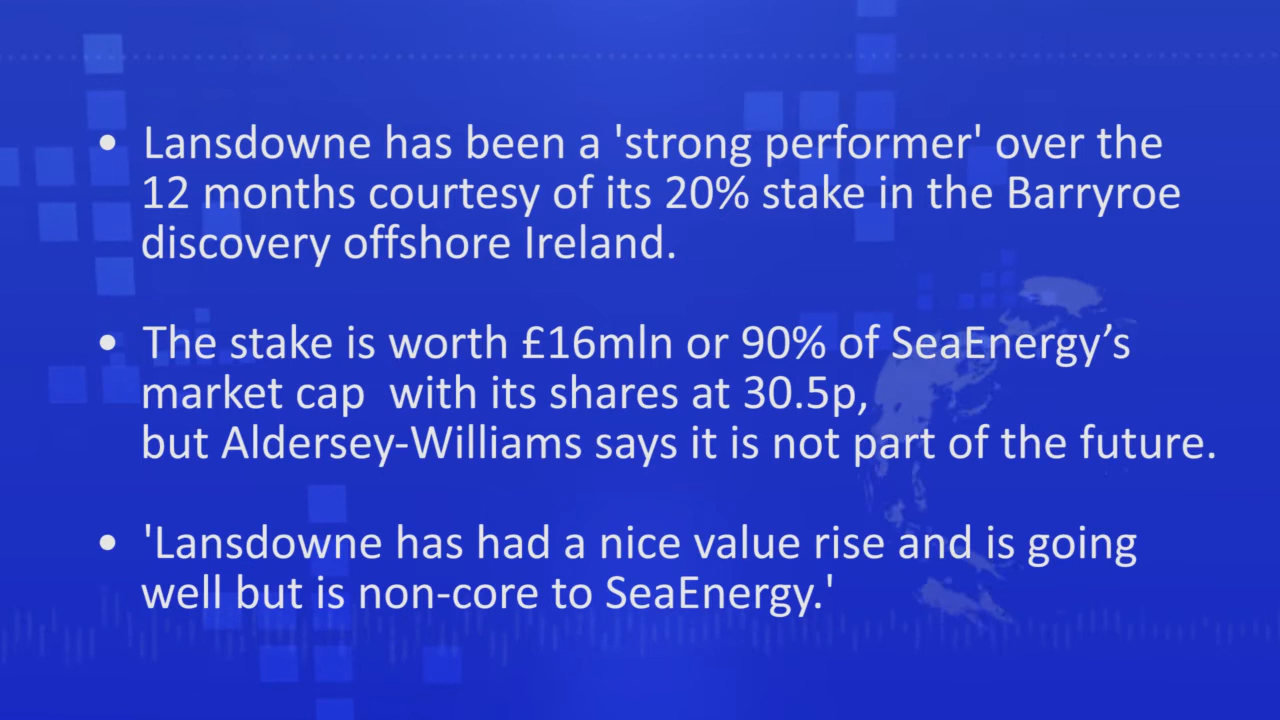 • Lansdowne has been a 'strong performer' over the
12 months courtesy of its 20% stake in the Barryroe
discovery offshore Ireland.
• The stake is worth £16mln or 90% of SeaEnergy’s
market cap  with its shares at 30.5p,
but Aldersey-Williams says it is not part of the future.
• 'Lansdowne has had a nice value rise and is going
well but is non-core to SeaEnergy.'